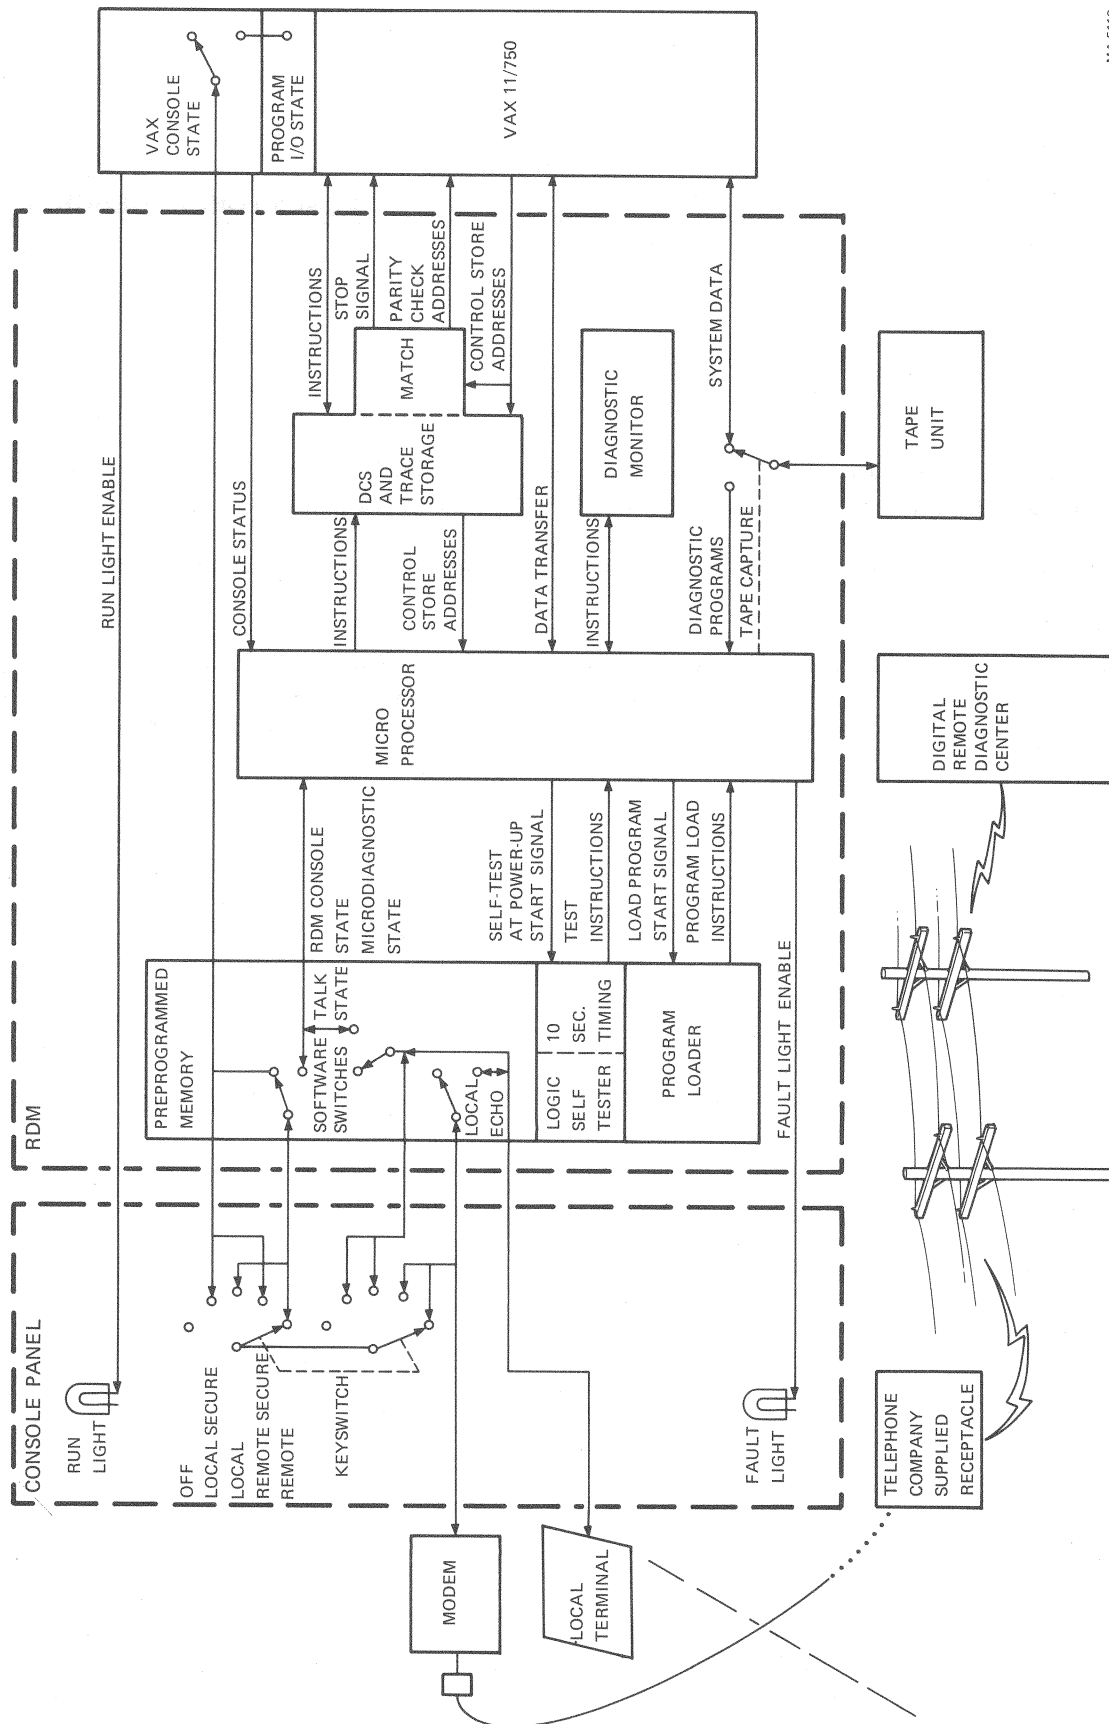 CONSOLE PANEL
RUN
LIGHT
OFF
LOCAL SECURE
LOCAL
REMOTE SECURE
REMOTE
KEYSWITCH
FAULT
LIGHT
MODEM
LOCAL
TERMINAL
TELEPHONE
COMPANY
SUPPLIED
RECEPTACLE
RDM
PREPROGRAMMED
MEMORY
SOFTWARE
SWITCHES
TALK
STATE
LOCAL
ECHO
LOGIC
SELF
TESTER
10
SEC.
TIMING
PROGRAM
LOADER
FAULT LIGHT ENABLE
RUN LIGHT ENABLE
CONSOLE STATUS
RDM CONSOLE
STATE
MICRODIAGNOSTIC
STATE
SELF-TEST
AT POWER-UP
START SIGNAL
TEST
INSTRUCTIONS
LOAD PROGRAM
START SIGNAL
PROGRAM LOAD
INSTRUCTIONS
MICRO
PROCESSOR
INSTRUCTIONS
CONTROL
STORE
ADDRESSES
DATA TRANSFER
INSTRUCTIONS
DIAGNOSTIC
PROGRAMS
TAPE CAPTURE
DCS
AND
TRACE
STORAGE
MATCH
DIAGNOSTIC
MONITOR
INSTRUCTIONS
STOP
SIGNAL
PARITY
CHECK
ADDRESSES
CONTROL STORE
ADDRESSES
SYSTEM DATA
VAX
CONSOLE
STATE
PROGRAM
I/O STATE
VAX 11/750
TAPE
UNIT
DIGITAL
REMOTE
DIAGNOSTIC
CENTER